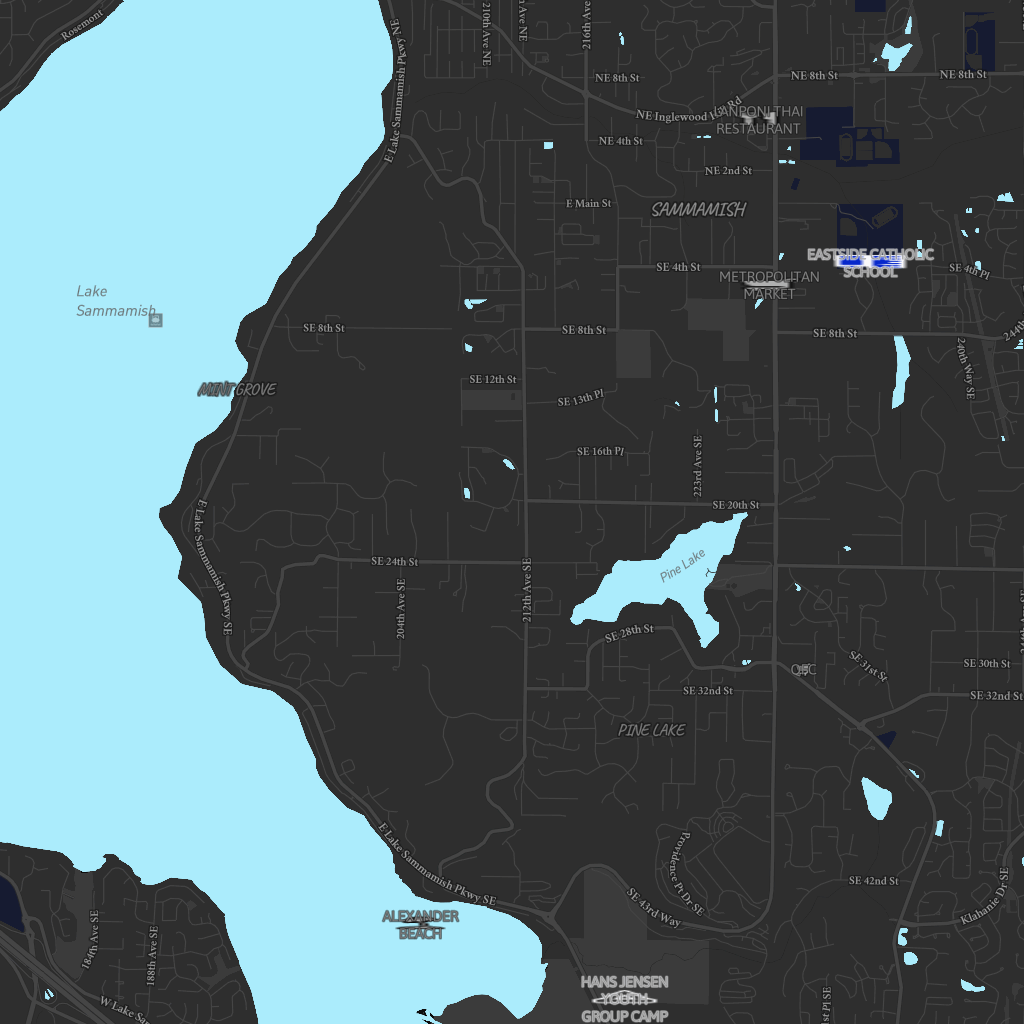 Rosemont
E Lake Sammamish Pkwy NE
210th Ave NE
216th Ave NE
NE 8th St
NE 8th St
NE 8th St
NE Inglewood Hill Rd
LANPONI THAI
RESTAURANT
NE 4th St
NE 2nd St
E Main St
SAMMAMISH
EASTSIDE CATHOLIC
SCHOOL
SE 4th St
SE 4th Pl
METROPOLITAN
MARKET
Lake
Sammamish
SE 8th St
SE 8th St
SE 8th St
244th
240th Way SE
MINT GROVE
SE 12th St
SE 13th Pl
SE 16th Pl
223rd Ave SE
SE 20th St
E Lake Sammamish Pkwy SE
SE 24th St
Pine Lake
204th Ave SE
212th Ave SE
SE 28th St
SE 30th St
SE 31st St
SE 32nd St
SE 32nd St
PINE LAKE
E Lake Sammamish Pkwy SE
Providence Pt Dr SE
SE 42nd St
SE 43rd Way
Klahanie Dr SE
ALEXANDER
BEACH
184th Ave SE
188th Ave SE
HANS JENSEN
YOUTH
GROUP CAMP